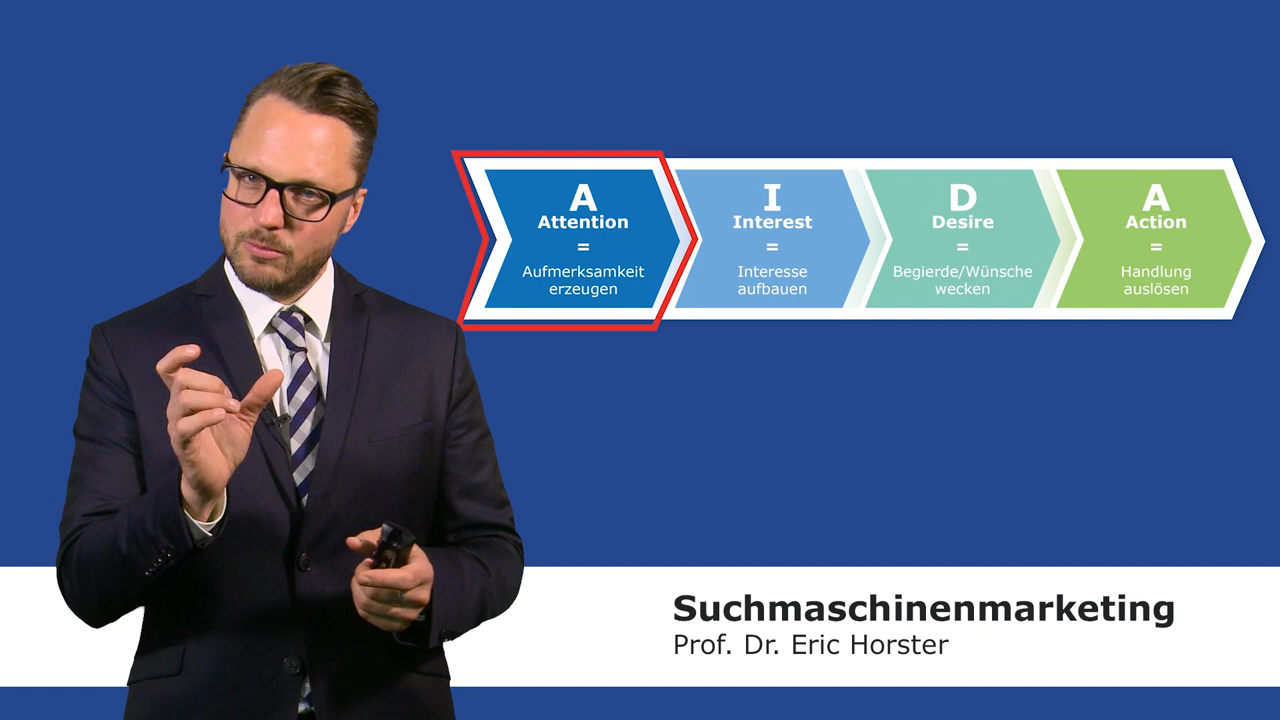 A
Attention
=
Aufmerksamkeit
erzeugen
I
Interest
=
Interesse
aufbauen
D
Desire
=
Begierde/Wünsche
wecken
A
Action
=
Handlung
auslösen
Suchmaschinenmarketing
Prof. Dr. Eric Horster